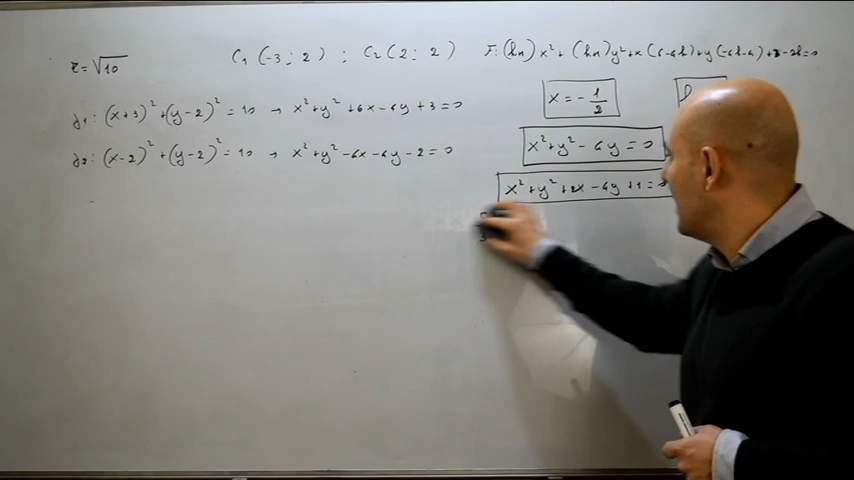 r = √10
C₁ (-3 ; 2) ; C₂ (2 ; 2)
F: (k+1) x² + (k+1) y² + x (6-4k) + y (-4k-4) + 3 - 2k = 0
γ1 : (x+3)² + (y-2)² = 10 → x² + y² + 6x - 4y + 3 = 0
γ2 : (x-2)² + (y-2)² = 10 → x² + y² - 4x - 4y - 2 = 0
x = - 1/2
x² + y² - 4y = 0
x² + y² + 2x - 4y + 1 =